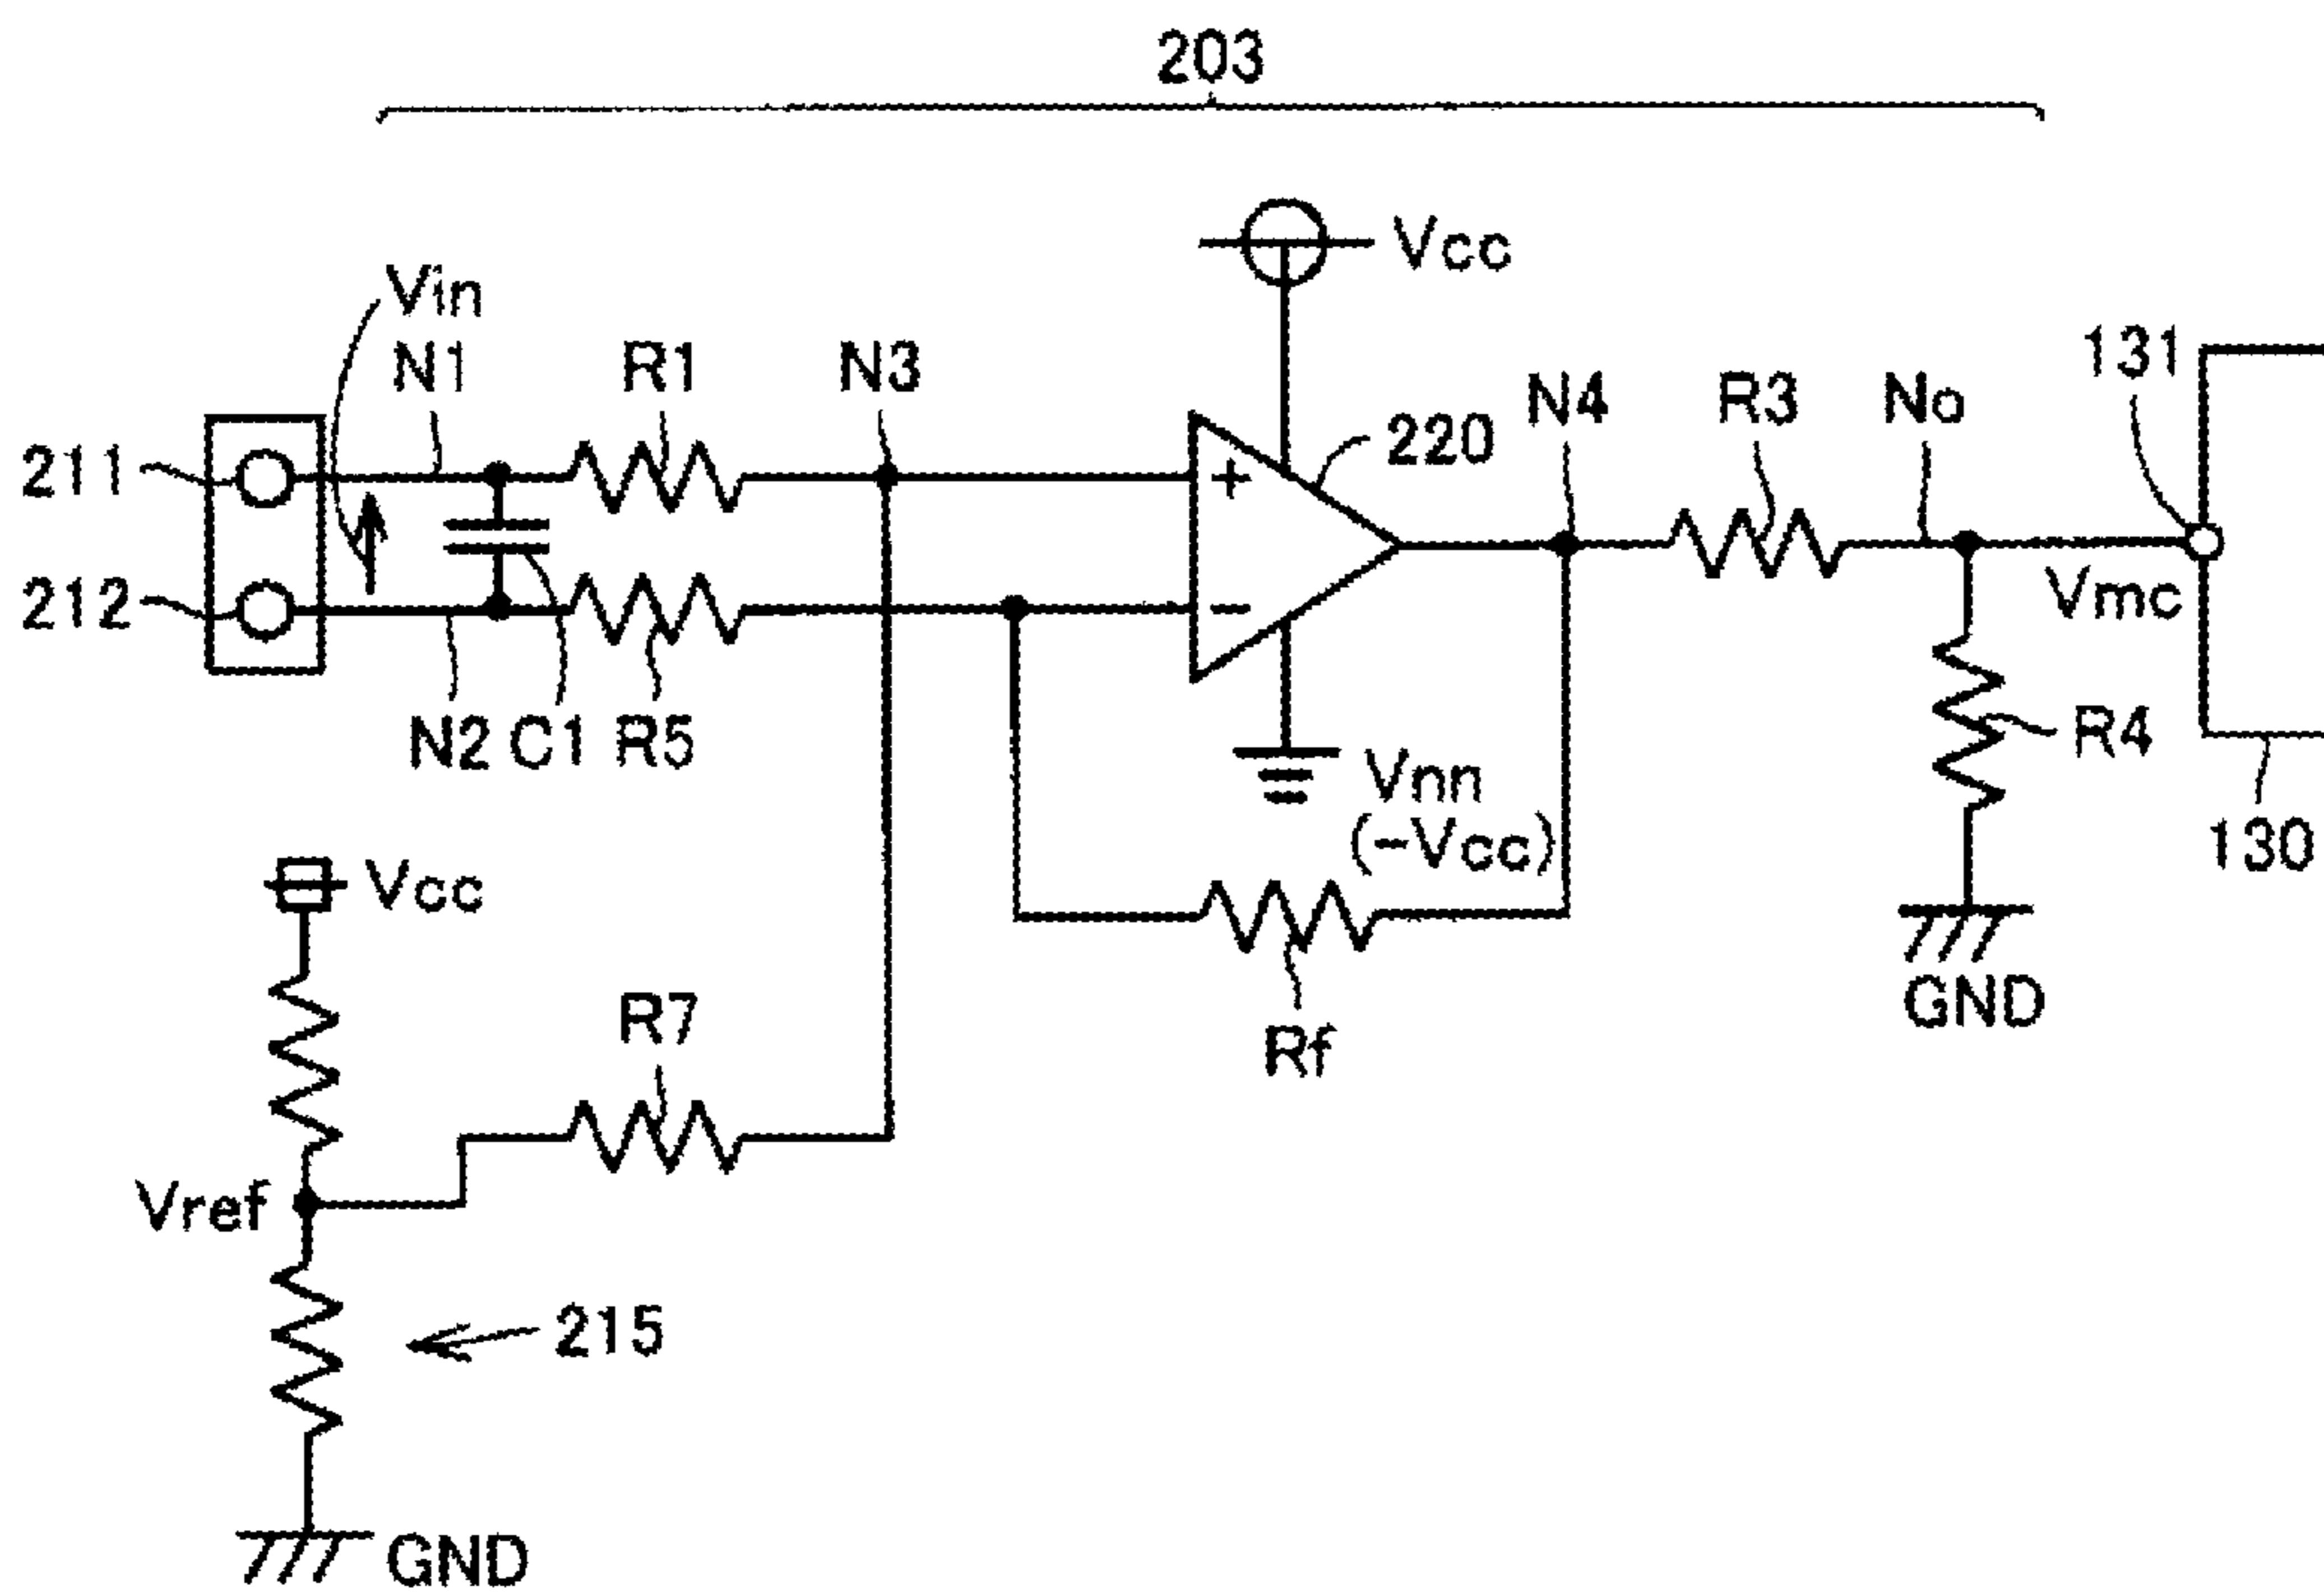 203
Vcc
Vin
N1
R1
N3
131
N4
R3
No
220
211
+
212
−
Vmc
N2
C1
R5
R4
Vnn
(-Vcc)
130
Vcc
GND
R7
Rf
Vref
215
GND